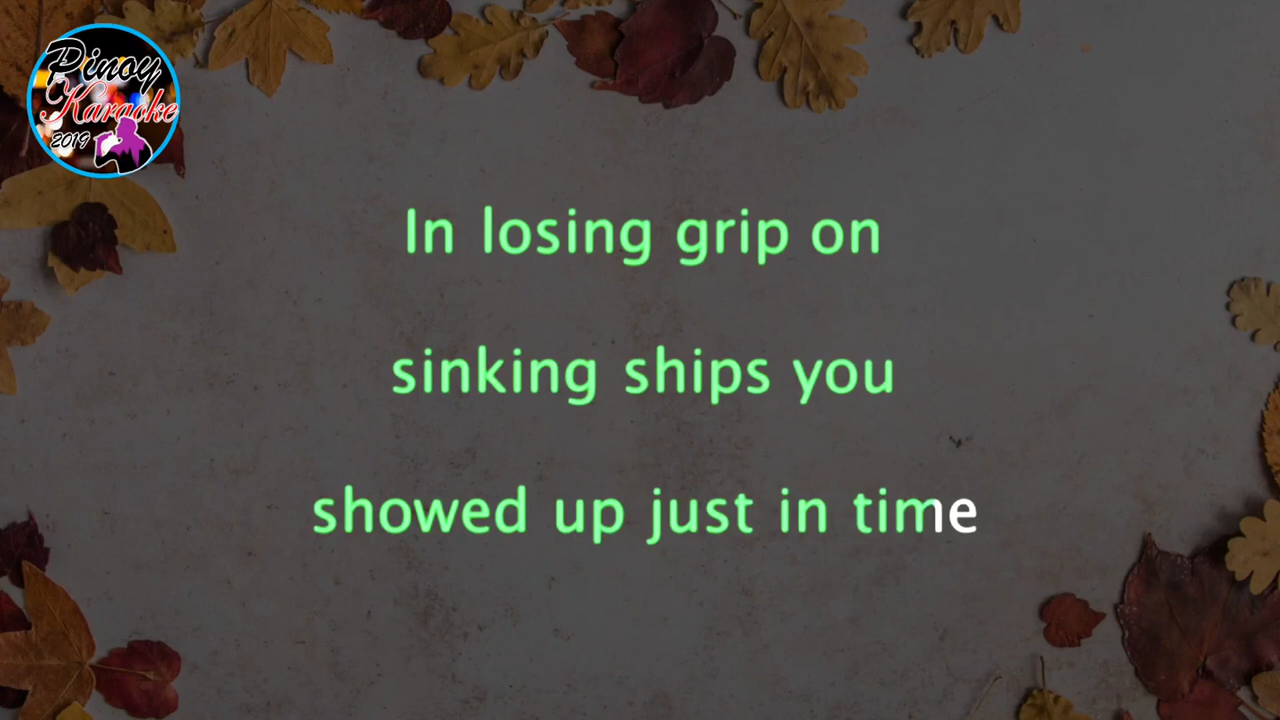 Pinoy
Karaoke
2019
In losing grip on
sinking ships you
showed up just in time